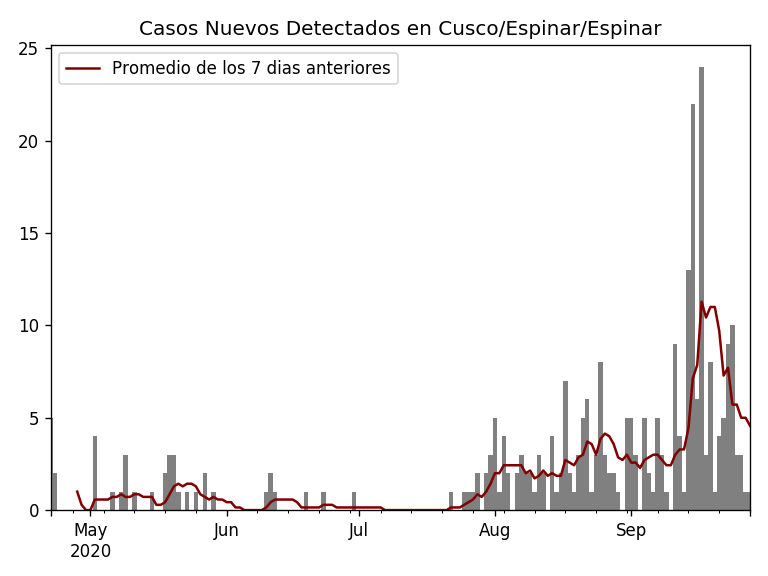 Casos Nuevos Detectados en Cusco/Espinar/Espinar
Promedio de los 7 dias anteriores
25
20
15
10
5
0
May Jun Jul Aug Sep
2020